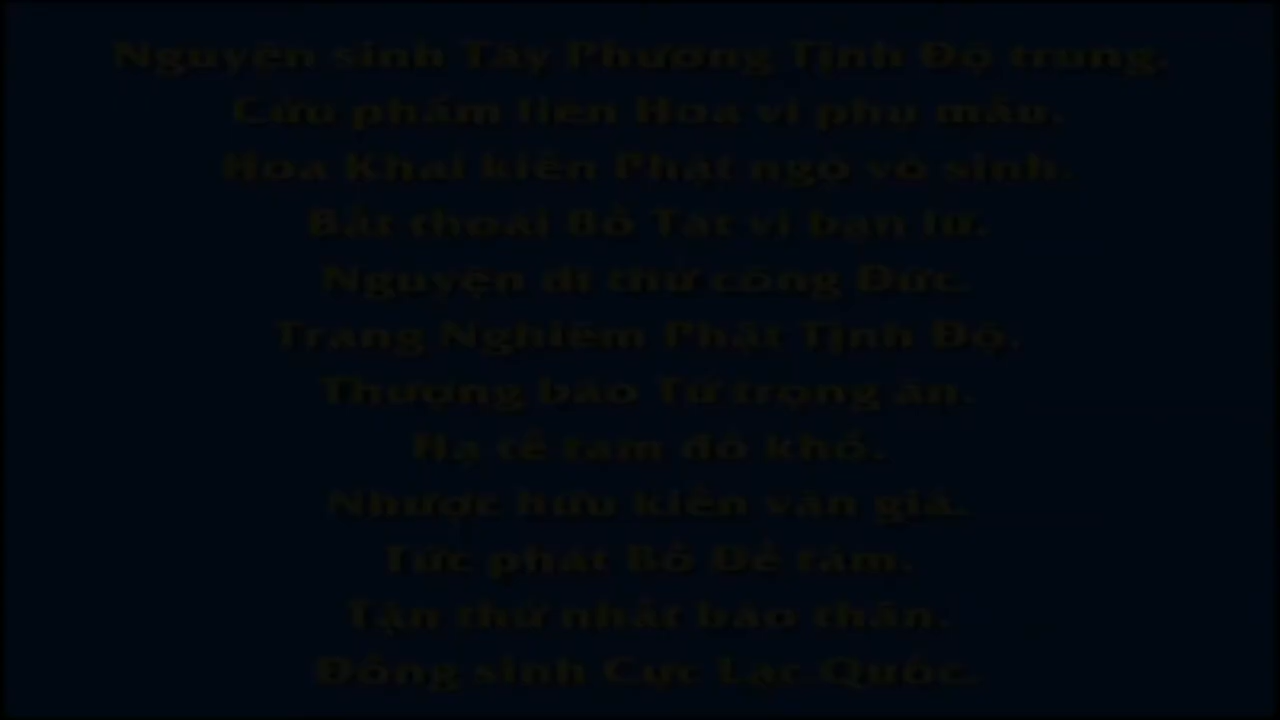 Nguyện sinh Tây Phương Tịnh Độ trung.
Cửu phẩm liên Hoa vi phụ mẫu.
Hoa Khai kiến Phật ngộ vô sinh.
Bất thoái Bồ Tát vi bạn lữ.
Nguyện dĩ thử công Đức.
Trang Nghiêm Phật Tịnh Độ.
Thượng báo Tứ trọng ân.
Hạ tế tam đồ khổ.
Nhược hữu kiến văn giả.
Tức phát Bồ Đề tâm.
Tận thử nhất báo thân.
Đồng sinh Cực Lạc Quốc.